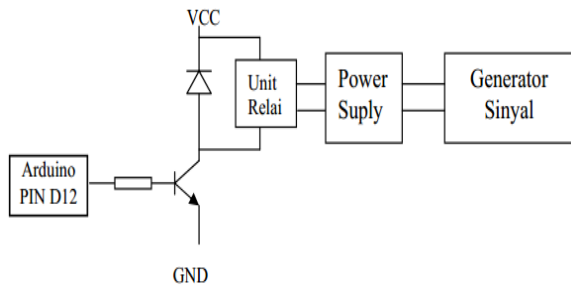 VCC
Unit
Relai
Power
Suply
Generator
Sinyal
Arduino
PIN D12
GND